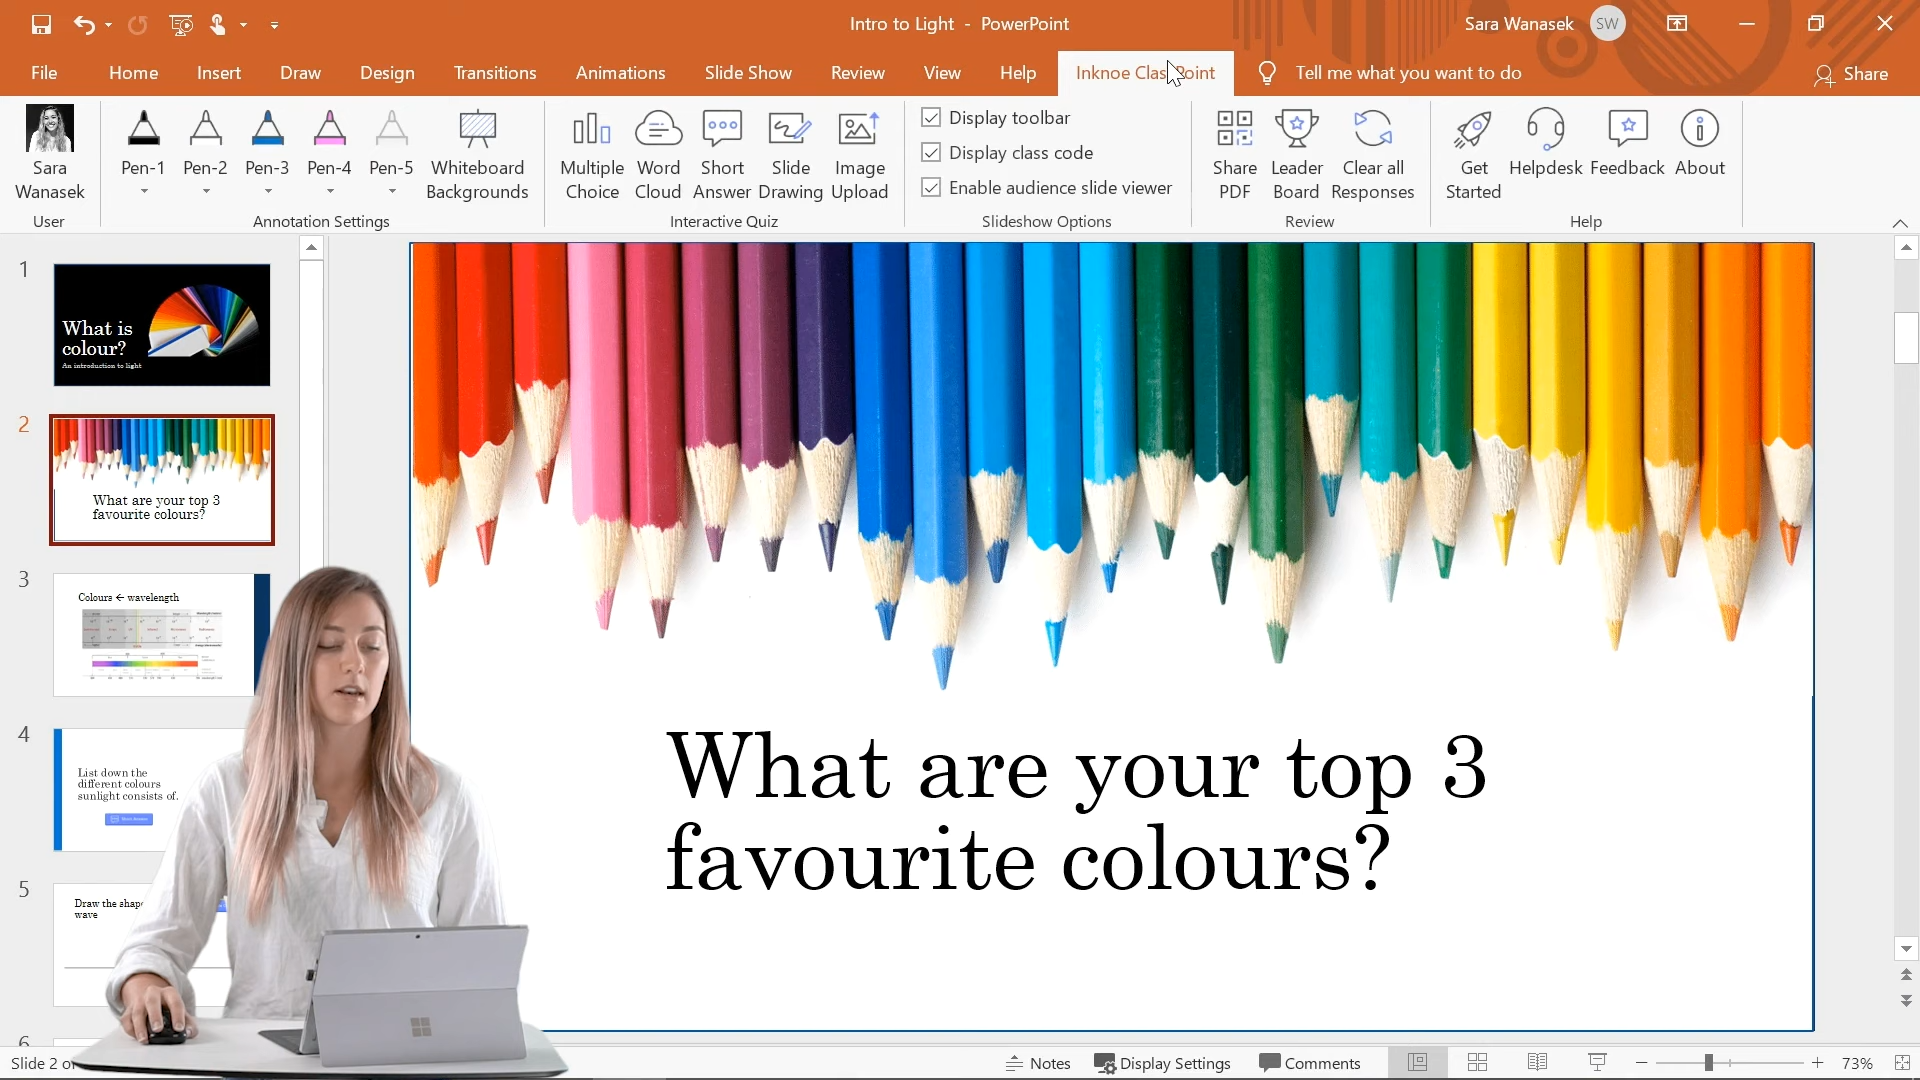 Intro to Light - PowerPoint
Sara Wanasek SW
File Home Insert Draw Design Transitions Animations Slide Show Review View Help Inknoe ClassPoint Tell me what you want to do Share
Sara Wanasek
User
Pen-1 Pen-2 Pen-3 Pen-4 Pen-5 Whiteboard Backgrounds
Annotation Settings
Multiple Choice Word Cloud Short Answer Slide Drawing Image Upload
Interactive Quiz
Display toolbar
Display class code
Enable audience slide viewer
Slideshow Options
Share PDF Leader Board Clear all Responses
Review
Get Started Helpdesk Feedback About
Help
1
What is
colour?
An introduction to light
2
What are your top 3
favourite colours?
3
Colours ← wavelength
4
List down the
different colours
sunlight consists of.
5
Draw the shape
wave
6
What are your top 3
favourite colours?
Slide 2 o
Notes Display Settings Comments 73%